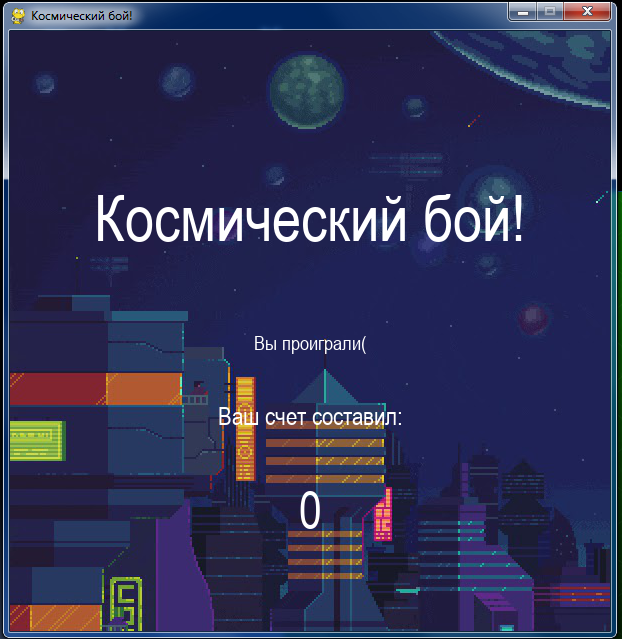 Космический бой!
Космический бой!
Вы проиграли(
Ваш счет составил:
0